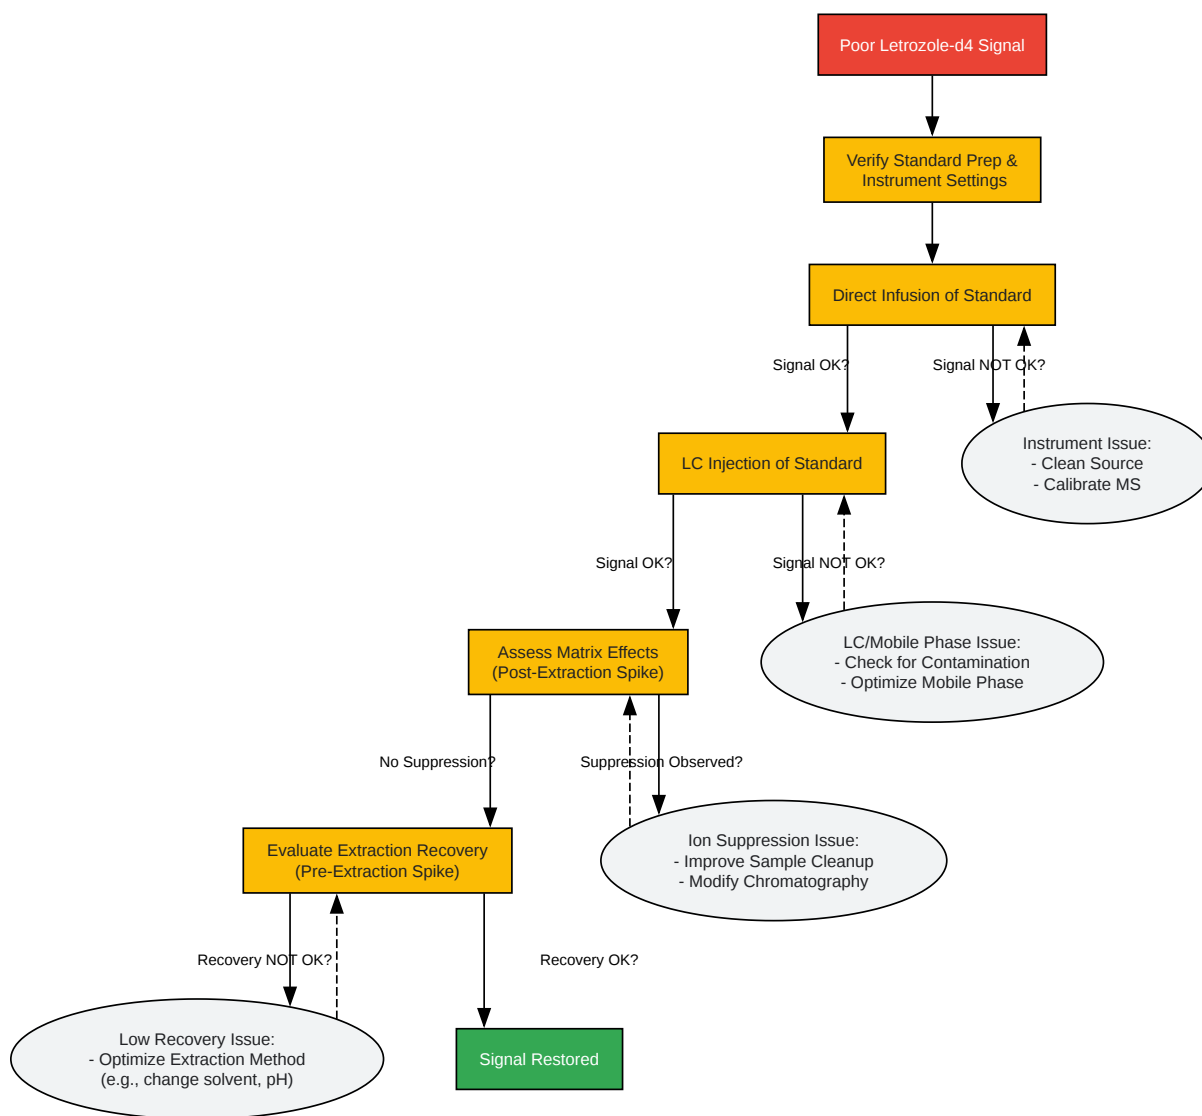 Poor Letrozole-d4 Signal
Verify Standard Prep &
Instrument Settings
Direct Infusion of Standard
Signal OK?
Signal NOT OK?
Instrument Issue:
- Clean Source
- Calibrate MS
LC Injection of Standard
Signal OK?
Signal NOT OK?
LC/Mobile Phase Issue:
- Check for Contamination
- Optimize Mobile Phase
Assess Matrix Effects
(Post-Extraction Spike)
No Suppression?
Suppression Observed?
Ion Suppression Issue:
- Improve Sample Cleanup
- Modify Chromatography
Evaluate Extraction Recovery
(Pre-Extraction Spike)
Recovery NOT OK?
Recovery OK?
Low Recovery Issue:
- Optimize Extraction Method
(e.g., change solvent, pH)
Signal Restored